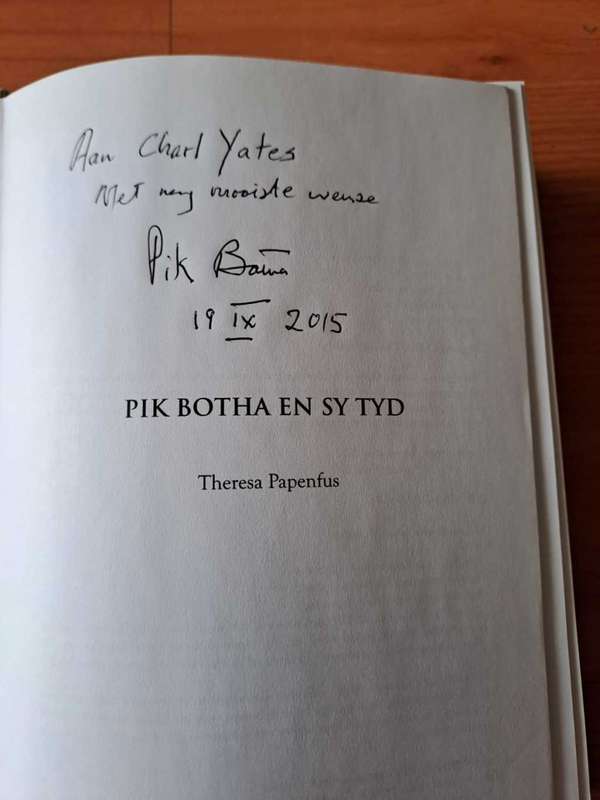 Aan Charl Yates
Met my mooiste wense
Pik Botha
19 IX 2015
PIK BOTHA EN SY TYD
Theresa Papenfus